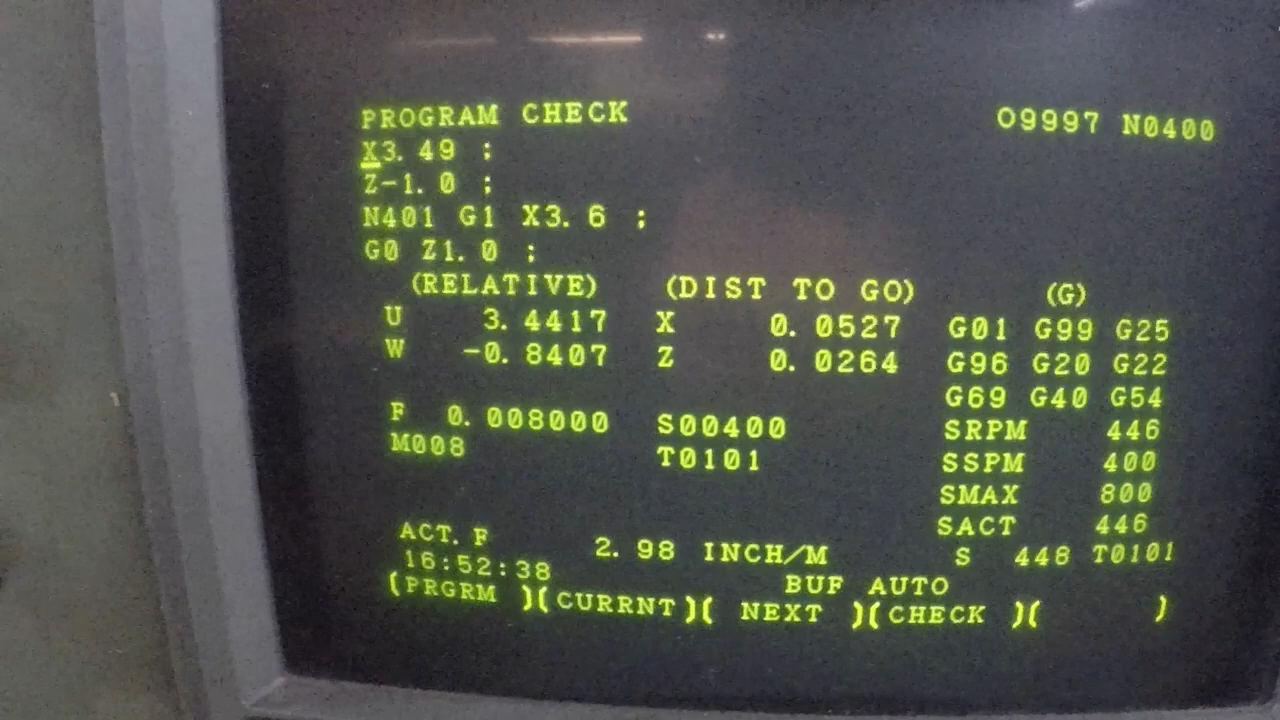 PROGRAM CHECK O9997 N0400
X3.49 ;
Z-1.0 ;
N401 G1 X3.6 ;
G0 Z1.0 ;
(RELATIVE) (DIST TO GO) (G)
U 3.4417 X 0.0527 G01 G99 G25
W -0.8407 Z 0.0264 G96 G20 G22
G69 G40 G54
F 0.008000 S00400 SRPM 446
M008 T0101 SSPM 400
SMAX 800
SACT 446
ACT.F 2.98 INCH/M S 448 T0101
16:52:38 BUF AUTO
(PRGRM )(CURRNT)( NEXT )(CHECK )( )